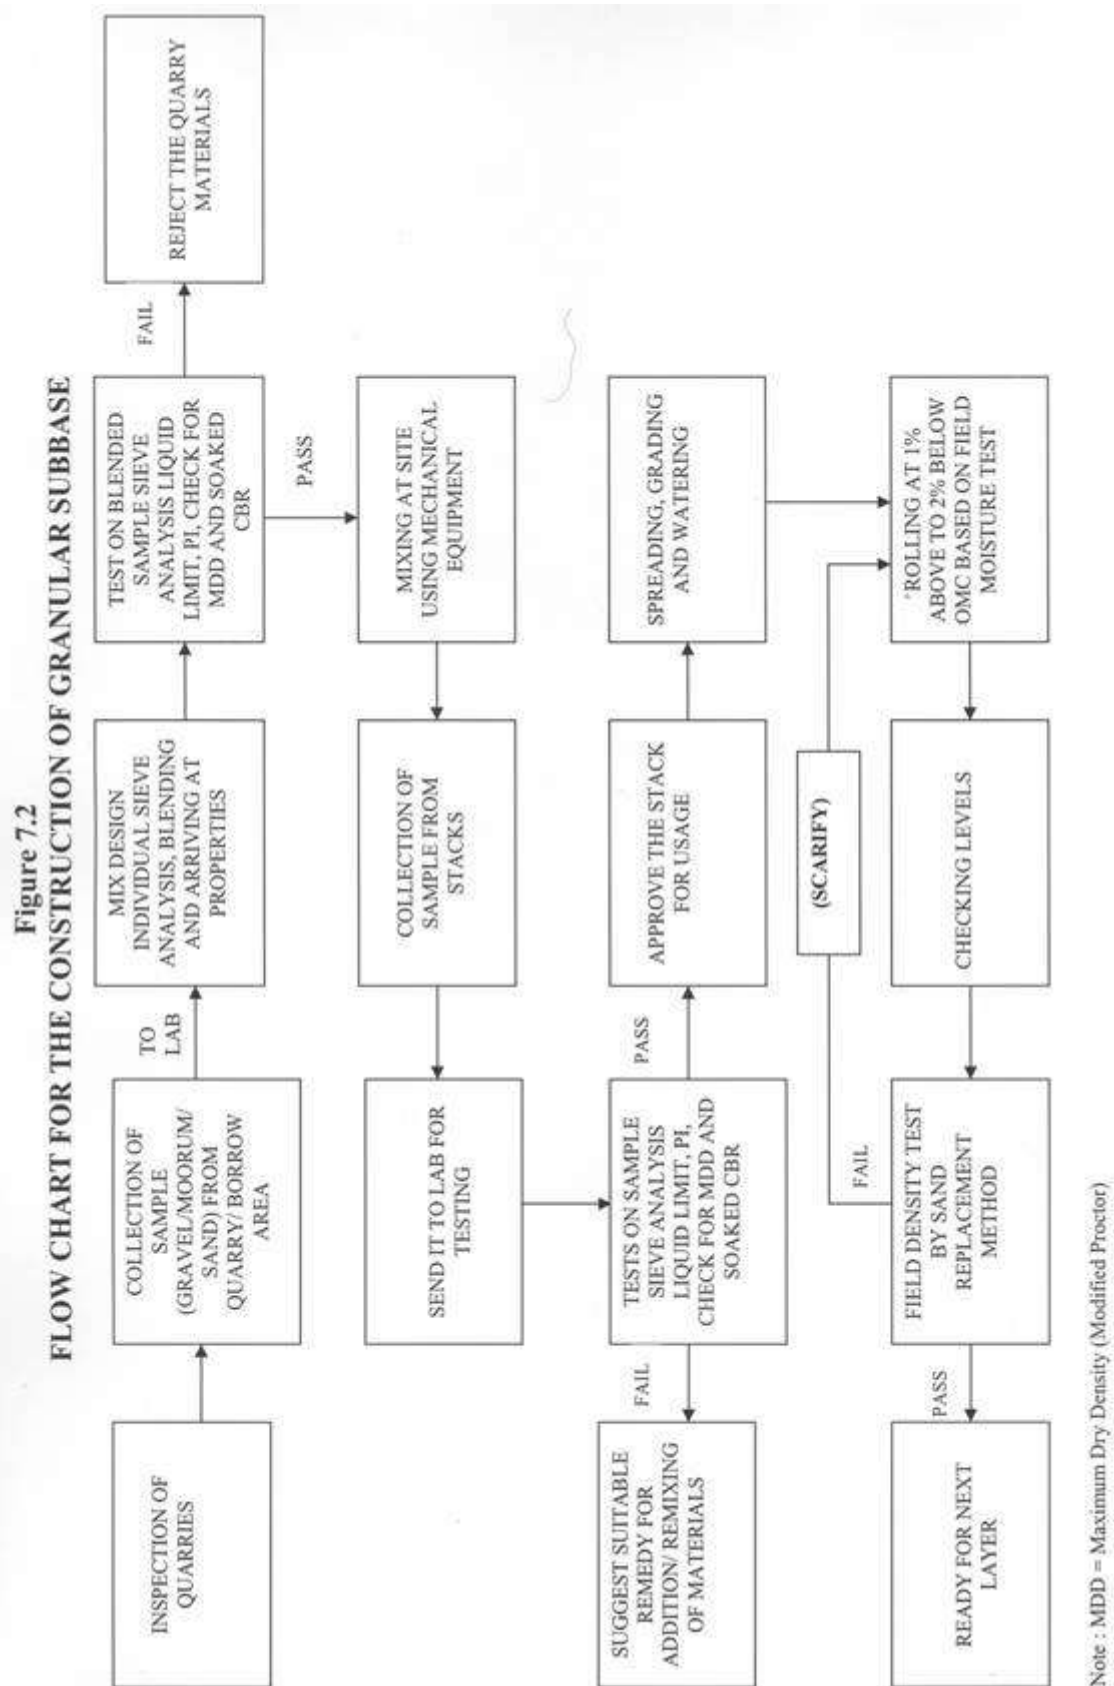 Figure 7.2
FLOW CHART FOR THE CONSTRUCTION OF GRANULAR SUBBASE
INSPECTION OF
QUARRIES
COLLECTION OF
SAMPLE
(GRAVEL/MOORUM/
SAND) FROM
QUARRY/ BORROW
AREA
TO
LAB
MIX DESIGN
INDIVIDUAL SIEVE
ANALYSIS, BLENDING
AND ARRIVING AT
PROPERTIES
TEST ON BLENDED
SAMPLE SIEVE
ANALYSIS LIQUID
LIMIT, PI, CHECK FOR
MDD AND SOAKED
CBR
FAIL
REJECT THE QUARRY
MATERIALS
PASS
MIXING AT SITE
USING MECHANICAL
EQUIPMENT
COLLECTION OF
SAMPLE FROM
STACKS
SEND IT TO LAB FOR
TESTING
TESTS ON SAMPLE
SIEVE ANALYSIS
LIQUID LIMIT, PI,
CHECK FOR MDD AND
SOAKED CBR
FAIL
SUGGEST SUITABLE
REMEDY FOR
ADDITION/ REMIXING
OF MATERIALS
PASS
APPROVE THE STACK
FOR USAGE
SPREADING, GRADING
AND WATERING
ROLLING AT 1%
ABOVE TO 2% BELOW
OMC BASED ON FIELD
MOISTURE TEST
CHECKING LEVELS
FIELD DENSITY TEST
BY SAND
REPLACEMENT
METHOD
FAIL
(SCARIFY)
PASS
READY FOR NEXT
LAYER
Note : MDD = Maximum Dry Density (Modified Proctor)